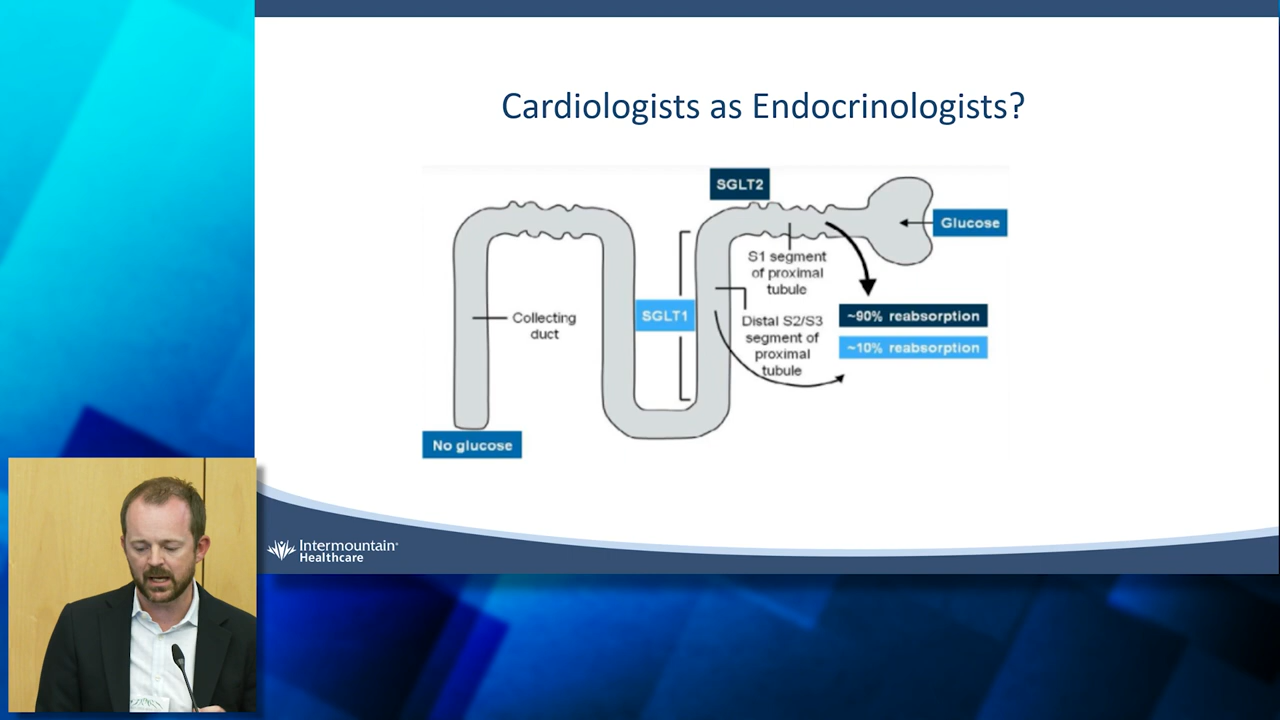 Cardiologists as Endocrinologists?
SGLT2
Glucose
S1 segment
of proximal
tubule
SGLT1
Collecting
duct
Distal S2/S3
segment of
proximal
tubule
~90% reabsorption
~10% reabsorption
No glucose
Intermountain
Healthcare